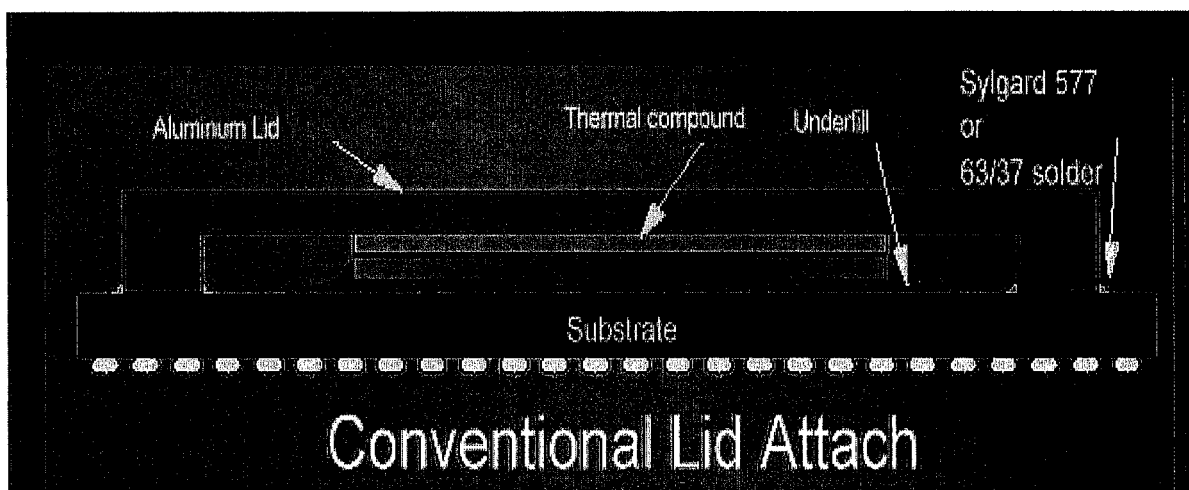 Sylgard 577
or
63/37 solder
Aluminum Lid
Thermal compound
Underfill
Substrate
Conventional Lid Attach